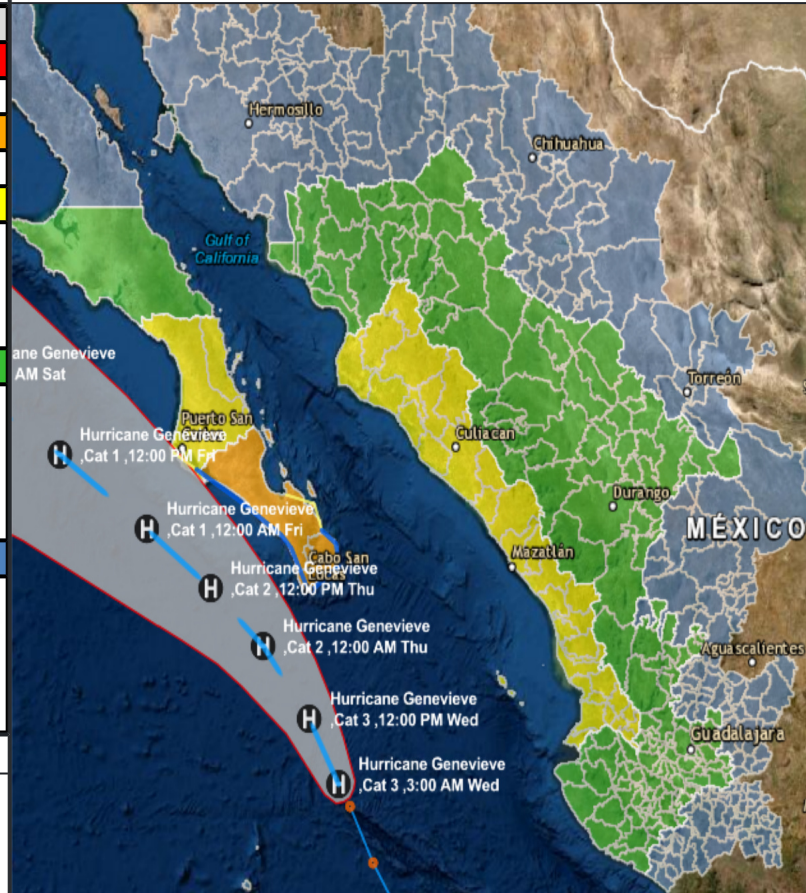 Hermosillo
Chihuahua
Gulf of
California
ane Genevieve
AM Sat
Torreón
Puerto San
Hurricane Genevieve
,Cat 1 ,12:00 PM Fri
Culiacan
Durango
Hurricane Genevieve
,Cat 1 ,12:00 AM Fri
MÉXICO
Mazatlán
Cabo San
Lucas
Hurricane Genevieve
,Cat 2 ,12:00 PM Thu
Hurricane Genevieve
,Cat 2 ,12:00 AM Thu
Aguascalientes
Hurricane Genevieve
,Cat 3 ,12:00 PM Wed
Guadalajara
Hurricane Genevieve
,Cat 3 ,3:00 AM Wed
H
H
H
H
H
H